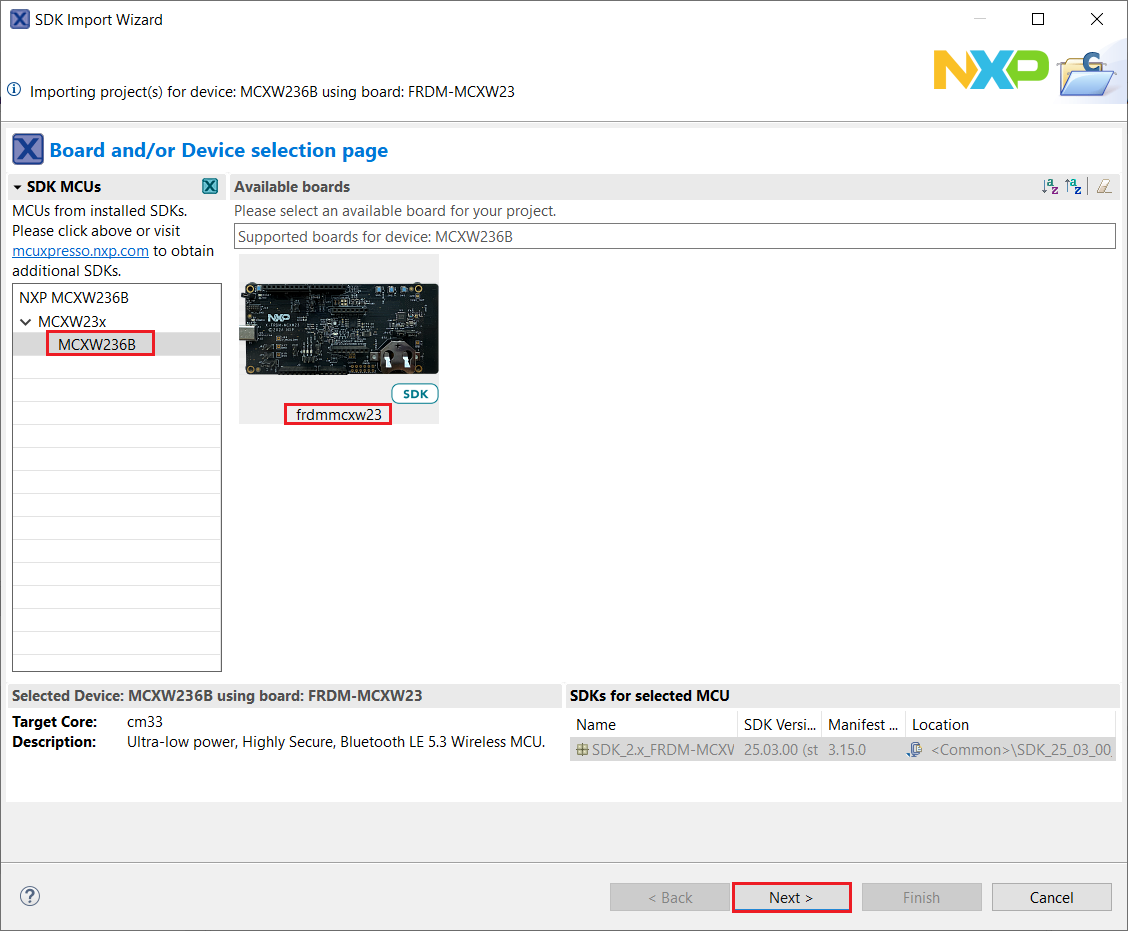 SDK Import Wizard
NXP
Importing project(s) for device: MCXW236B using board: FRDM-MCXW23
Board and/or Device selection page
SDK MCUs
MCUs from installed SDKs.
Please click above or visit
mcuxpresso.nxp.com to obtain
additional SDKs.
NXP MCXW236B
MCXW23x
MCXW236B
Available boards
Please select an available board for your project.
Supported boards for device: MCXW236B
NXP
SDK
frdmmcxw23
Selected Device: MCXW236B using board: FRDM-MCXW23
Target Core: cm33
Description: Ultra-low power, Highly Secure, Bluetooth LE 5.3 Wireless MCU.
SDKs for selected MCU
Name SDK Versi... Manifest ... Location
SDK_2.x_FRDM-MCXW 25.03.00 (st 3.15.0 <Common>\SDK_25_03_00
< Back Next > Finish Cancel